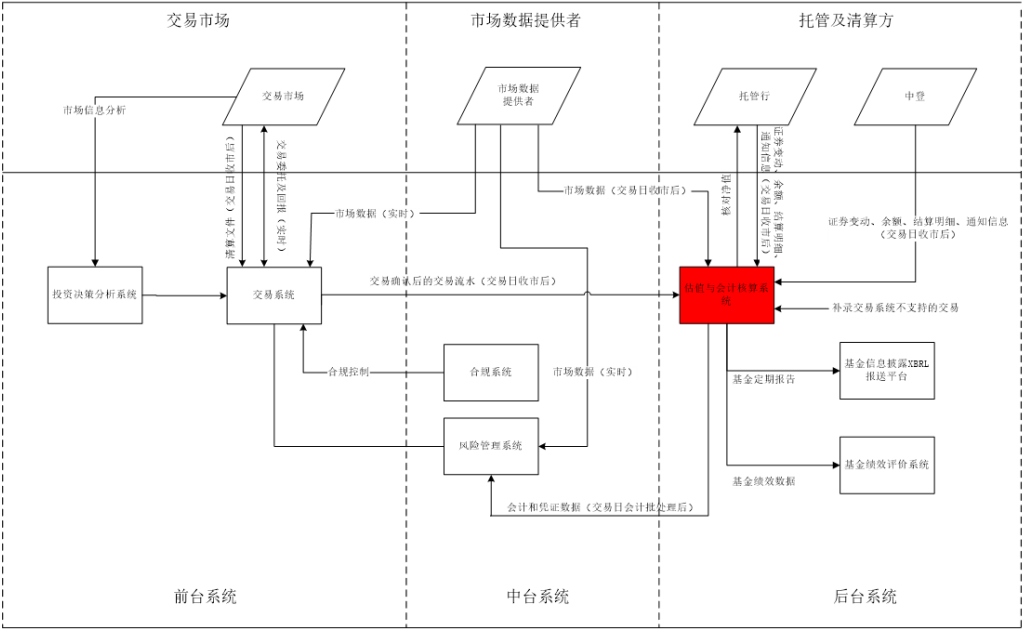 交易市场
市场数据提供者
托管及清算方
交易市场
市场数据
提供者
托管行
中登
市场信息分析
清算文件（交易日收市后）
交易委托及回报（实时）
市场数据（实时）
市场数据（交易日收市后）
估值对核
证券变动、余额、结算明细、
通知信息（交易日收市后）
证券变动、余额、结算明细、通知信息
（交易日收市后）
投资决策分析系统
交易系统
交易确认后的交易流水（交易日收市后）
估值与会计核算系
统
补录交易系统不支持的交易
合规控制
合规系统
市场数据（实时）
基金定期报告
基金信息披露XBRL
报送平台
风险管理系统
基金绩效评价系统
基金绩效数据
会计和凭证数据（交易日会计批处理后）
前台系统
中台系统
后台系统